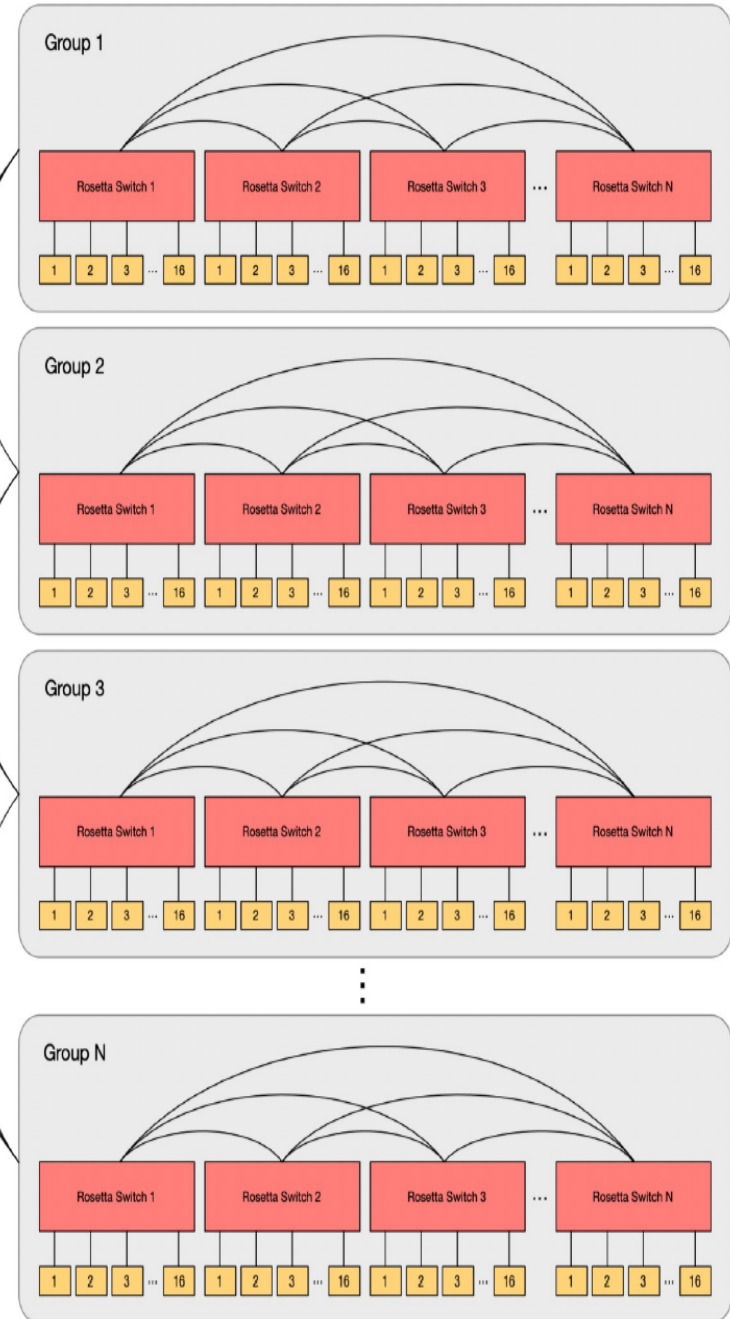 Group 1
Rosetta Switch 1 Rosetta Switch 2 Rosetta Switch 3 ... Rosetta Switch N
1 2 3 ... 16 1 2 3 ... 16 1 2 3 ... 16 1 2 3 ... 16
Group 2
Rosetta Switch 1 Rosetta Switch 2 Rosetta Switch 3 ... Rosetta Switch N
1 2 3 ... 16 1 2 3 ... 16 1 2 3 ... 16 1 2 3 ... 16
Group 3
Rosetta Switch 1 Rosetta Switch 2 Rosetta Switch 3 ... Rosetta Switch N
1 2 3 ... 16 1 2 3 ... 16 1 2 3 ... 16 1 2 3 ... 16
Group N
Rosetta Switch 1 Rosetta Switch 2 Rosetta Switch 3 ... Rosetta Switch N
1 2 3 ... 16 1 2 3 ... 16 1 2 3 ... 16 1 2 3 ... 16